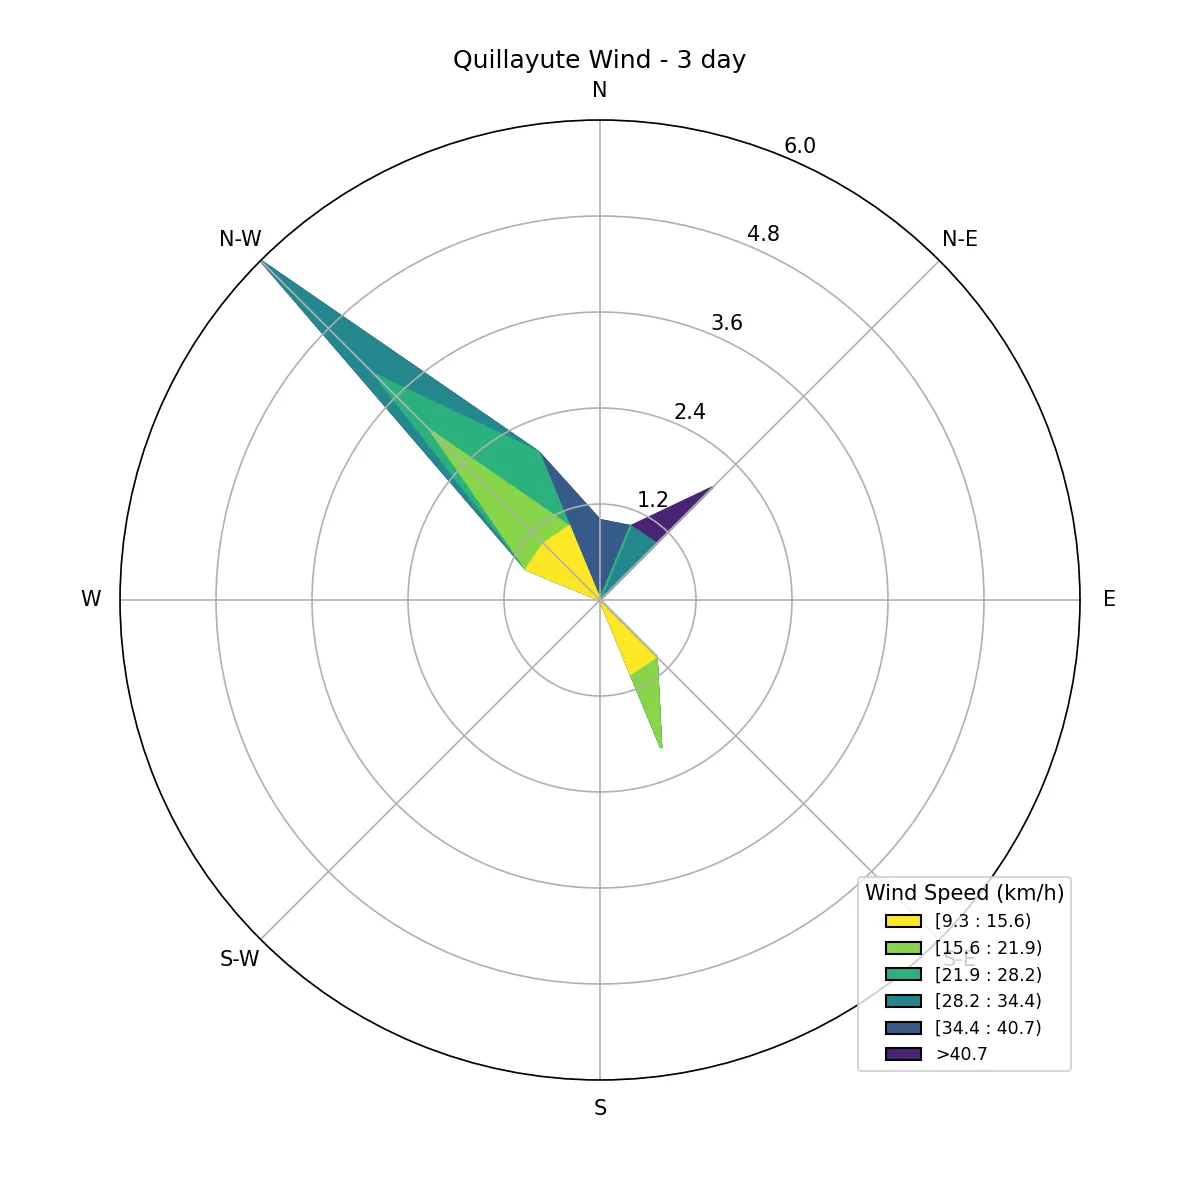 Quillayute Wind - 3 day
N
6.0
4.8
N-W
N-E
3.6
2.4
1.2
W
E
Wind Speed (km/h)
[9.3 : 15.6)
[15.6 : 21.9)
S-E
[21.9 : 28.2)
[28.2 : 34.4)
[34.4 : 40.7)
>40.7
S-W
S